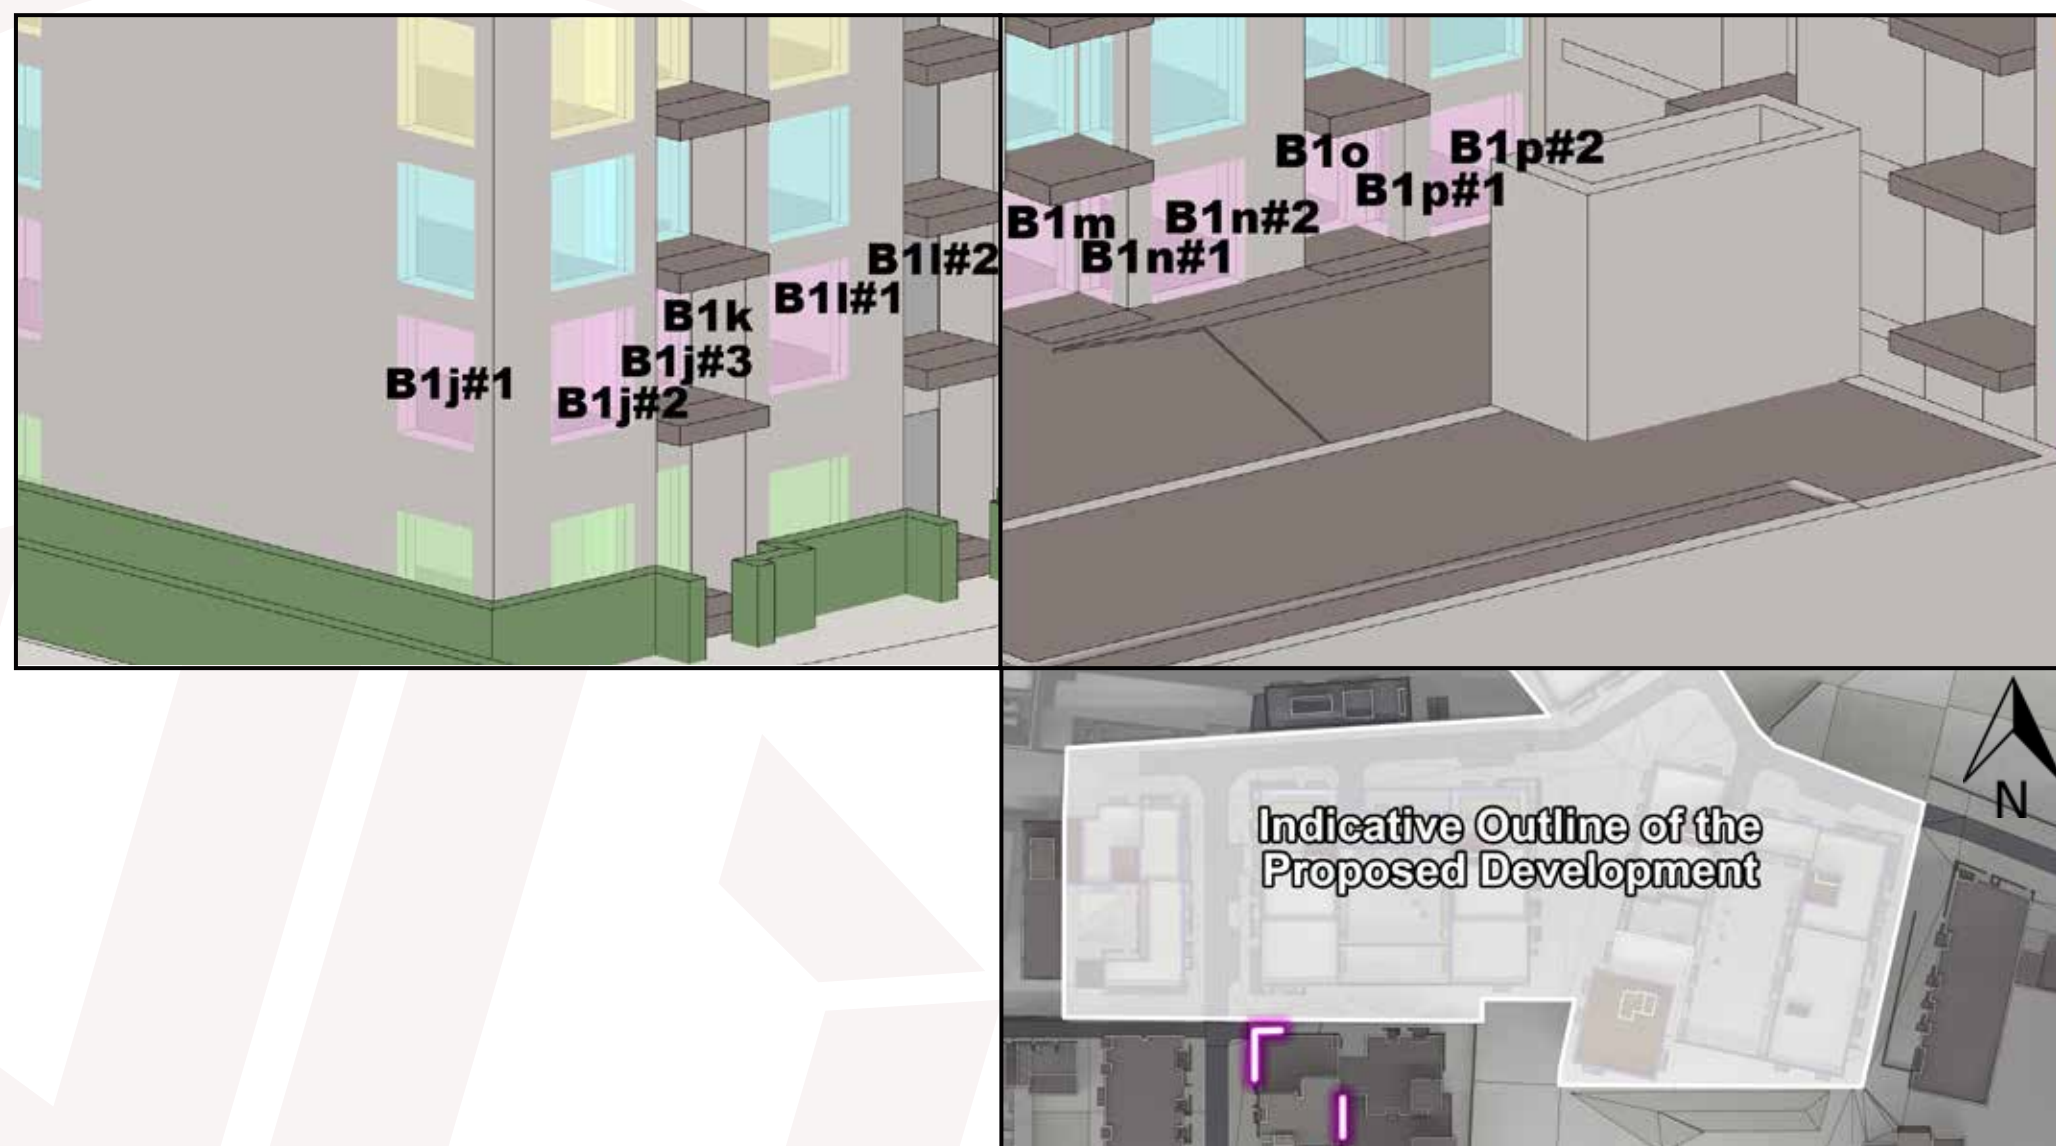 B1l#2
B1l#1
B1k
B1j#3
B1j#1
B1j#2
B1o
B1p#2
B1p#1
B1m
B1n#2
B1n#1
Indicative Outline of the
Proposed Development
N